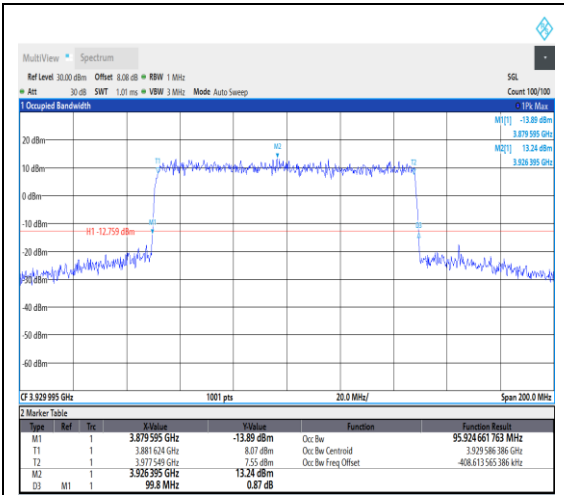 MultiView Spectrum
Ref Level 30.00 dBm Offset 8.08 dB RBW 1 MHz SGL
Att 30 dB SWT 1.01 ms VBW 3 MHz Mode Auto Sweep Count 100/100
1 Occupied Bandwidth 1Pk Max
M1[1] -13.89 dBm
3.879 595 GHz
M2[1] 13.24 dBm
3.926 395 GHz
20 dBm
M2
T1
T2
10 dBm
0 dBm
-10 dBm
M1
H1 -12.759 dBm
D3
-20 dBm
-30 dBm
-40 dBm
-50 dBm
-60 dBm
CF 3.929 995 GHz 1001 pts 20.0 MHz/ Span 200.0 MHz
2 Marker Table
Type Ref Trc X-Value Y-Value Function Function Result
M1 1 3.879 595 GHz -13.89 dBm Occ Bw 95.924 661 763 MHz
T1 1 3.881 624 GHz 8.07 dBm Occ Bw Centroid 3.929 586 386 GHz
T2 1 3.977 549 GHz 7.55 dBm Occ Bw Freq Offset -408.613 565 386 kHz
M2 1 3.926 395 GHz 13.24 dBm
D3 M1 1 99.8 MHz 0.87 dB